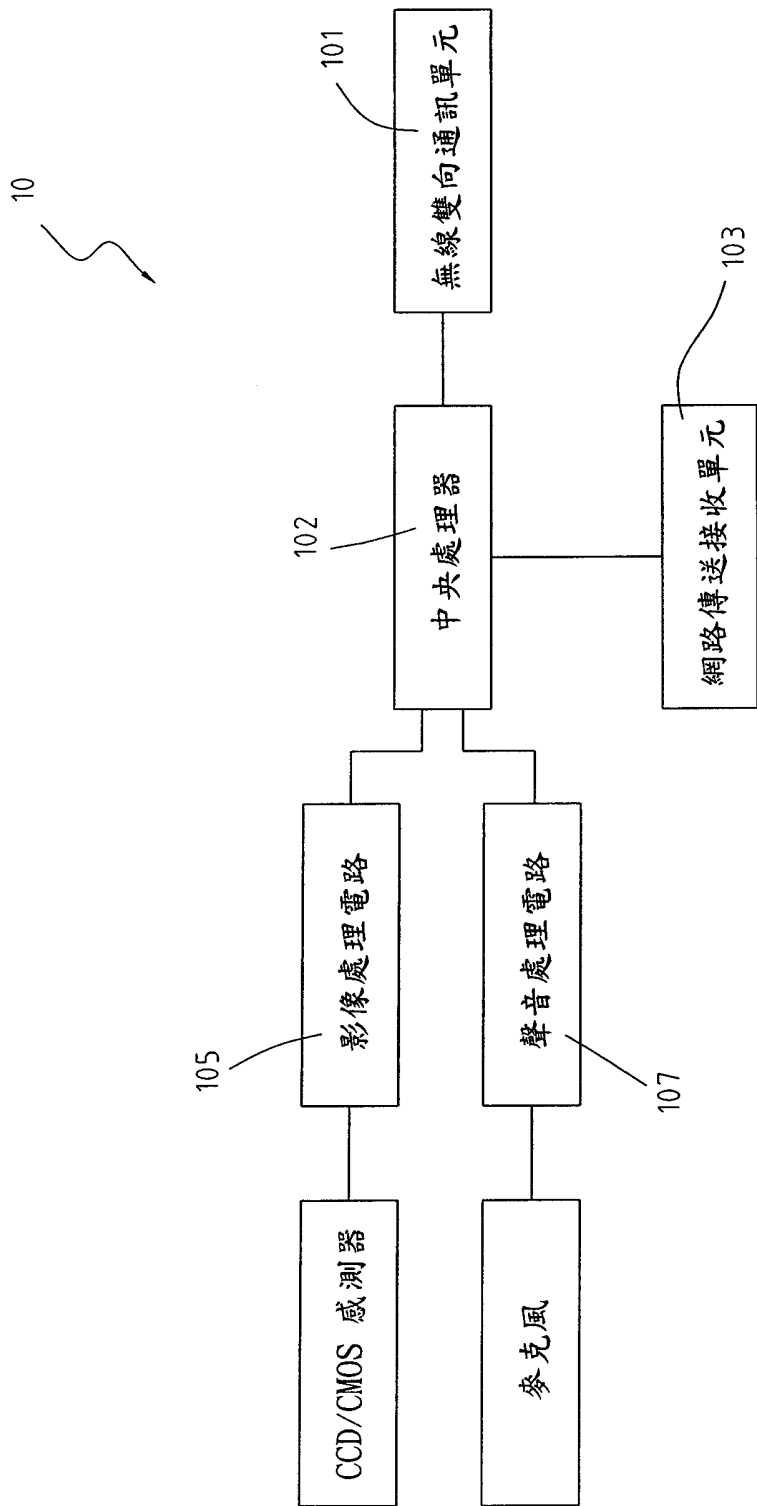 10
無線雙向通訊單元
101
中央處理器
102
網路傳送接收單元
103
影像處理電路
105
聲音處理電路
107
CCD/CMOS 感測器
麥克風